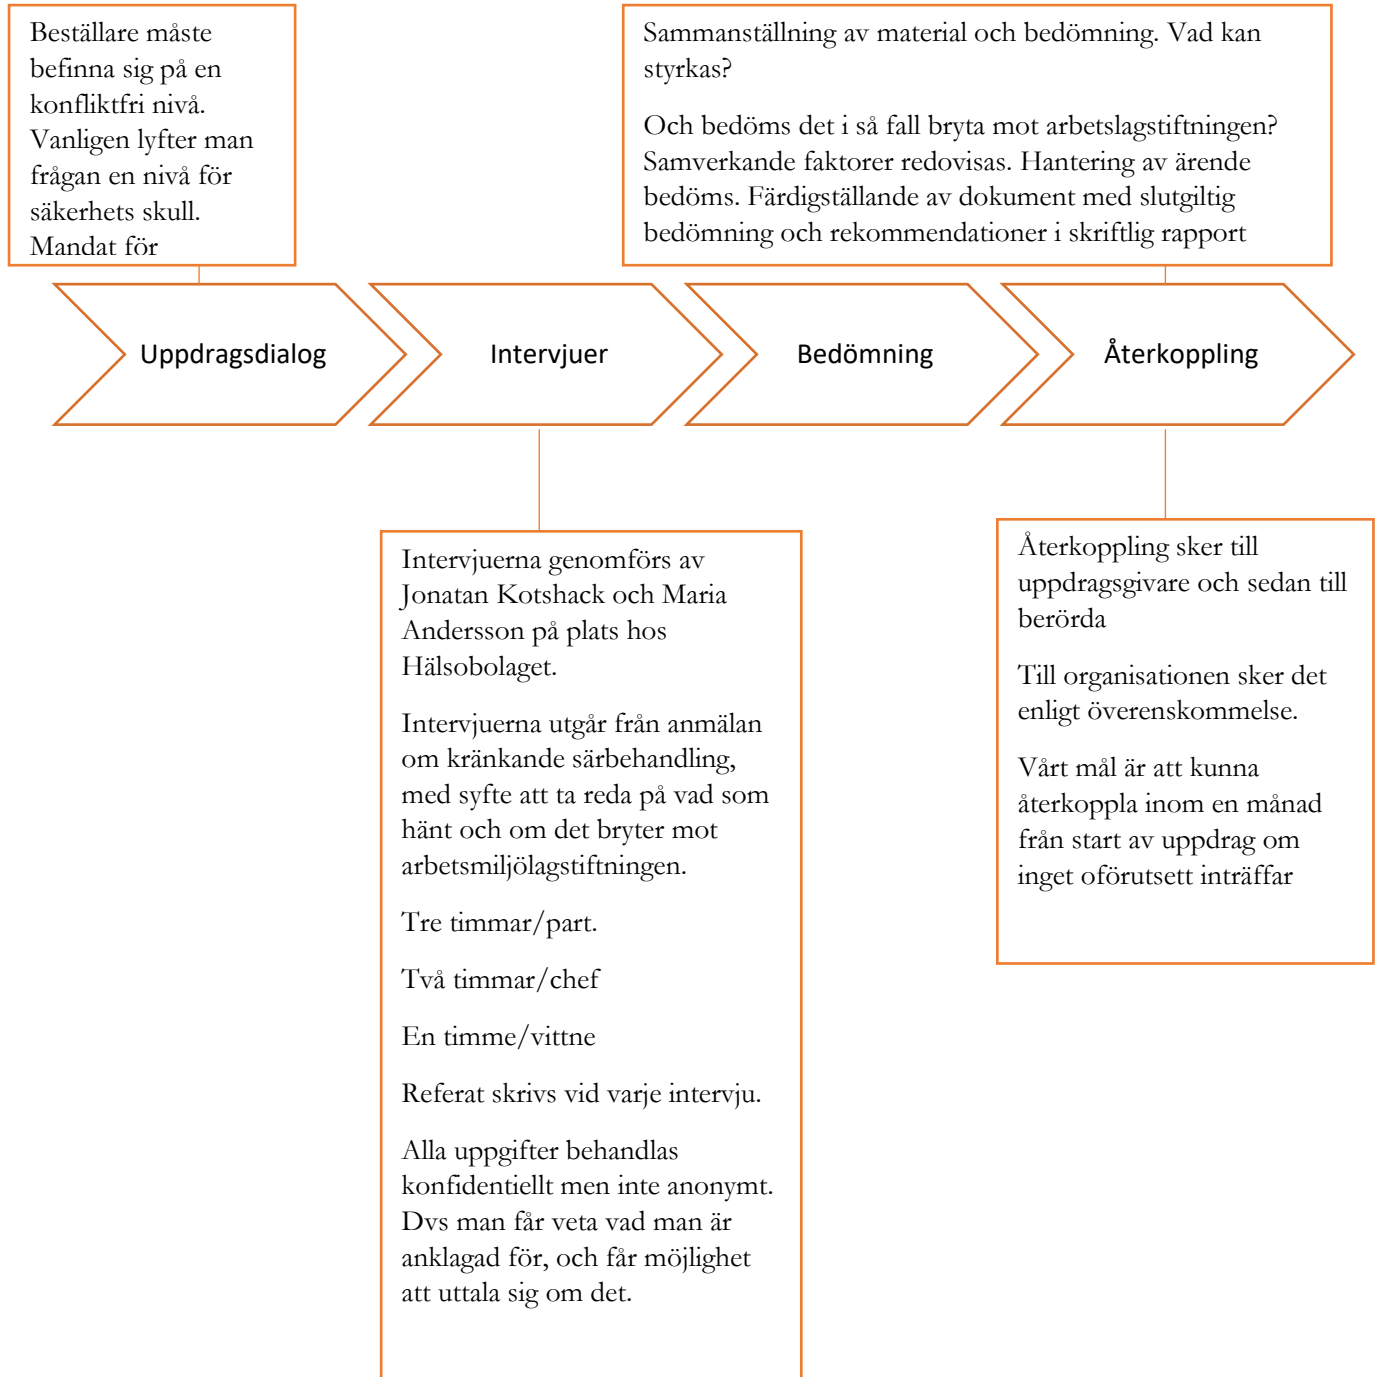 Beställare måste
befinna sig på en
konfliktfri nivå.
Vanligen lyfter man
frågan en nivå för
säkerhets skull.
Mandat för
Sammanställning av material och bedömning. Vad kan
styrkas?
Och bedöms det i så fall bryta mot arbetslagstiftningen?
Samverkande faktorer redovisas. Hantering av ärende
bedöms. Färdigställande av dokument med slutgiltig
bedömning och rekommendationer i skriftlig rapport
Uppdragsdialog
Intervjuer
Bedömning
Återkoppling
Intervjuerna genomförs av
Jonatan Kotshack och Maria
Andersson på plats hos
Hälsobolaget.
Intervjuerna utgår från anmälan
om kränkande särbehandling,
med syfte att ta reda på vad som
hänt och om det bryter mot
arbetsmiljölagstiftningen.
Tre timmar/part.
Två timmar/chef
En timme/vittne
Referat skrivs vid varje intervju.
Alla uppgifter behandlas
konfidentiellt men inte anonymt.
Dvs man får veta vad man är
anklagad för, och får möjlighet
att uttala sig om det.
Återkoppling sker till
uppdragsgivare och sedan till
berörda
Till organisationen sker det
enligt överenskommelse.
Vårt mål är att kunna
återkoppla inom en månad
från start av uppdrag om
inget oförutsett inträffar